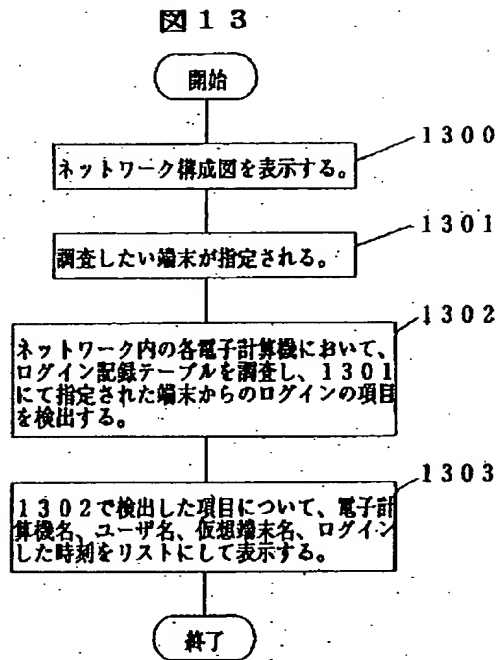 図13
開始
1300
ネットワーク構成図を表示する。
1301
調査したい端末が指定される。
1302
ネットワーク内の各電子計算機において、
ログイン記録テーブルを調査し、1301
にて指定された端末からのログインの項目
を検出する。
1303
1302で検出した項目について、電子計
算機名、ユーザ名、仮想端末名、ログイン
した時刻をリストにして表示する。
終了